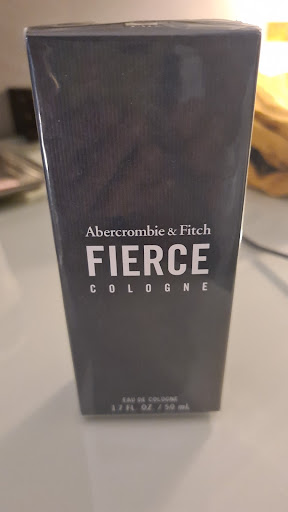 Abercrombie & Fitch
FIERCE
COLOGNE
EAU DE COLOGNE
1.7 FL. OZ. / 50 mL